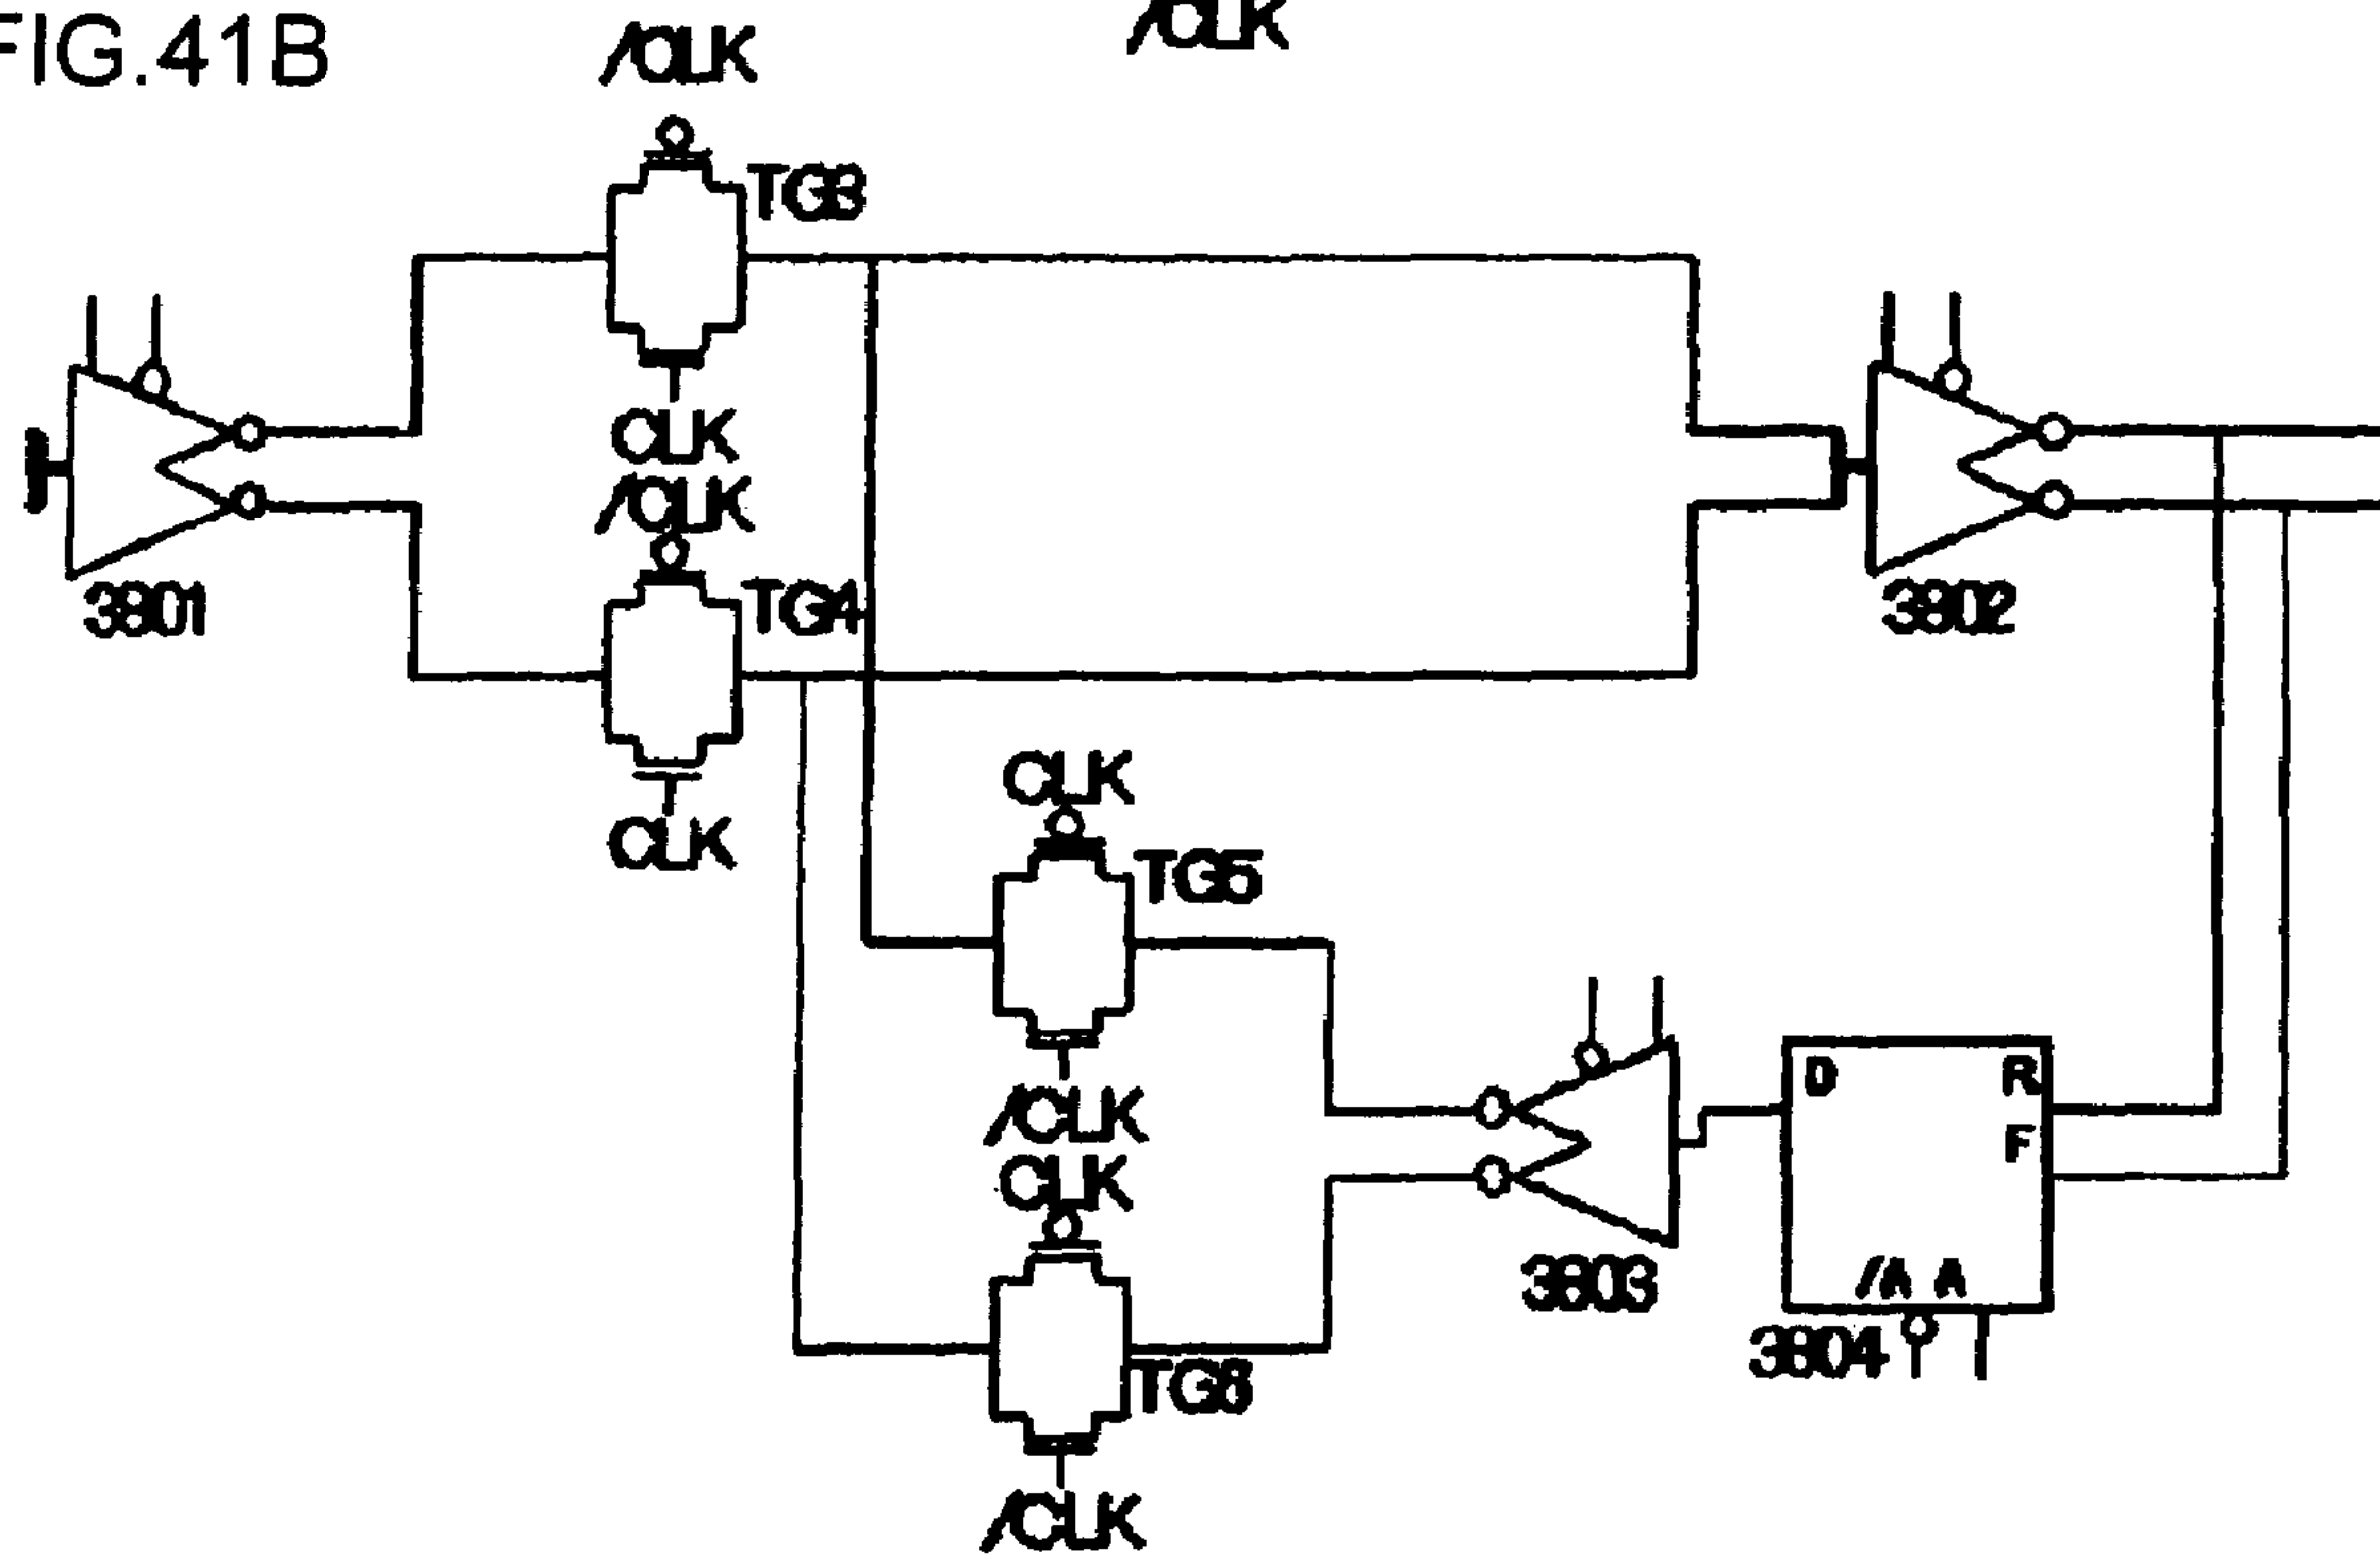 FIG.41B
/CLK
/CLK
TG3
CLK
/CLK
3801
TG4
3802
CLK
CLK
TG5
D
R
/CLK
F
CLK
3803
/A A
3804
TG6
/CLK